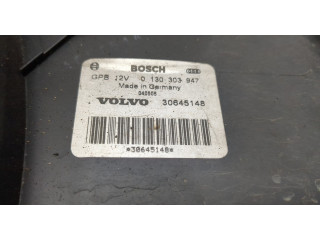 BOSCH
GPB 12V 0 130 303 947
Made in Germany
VOLVO 30645148
*30645148*